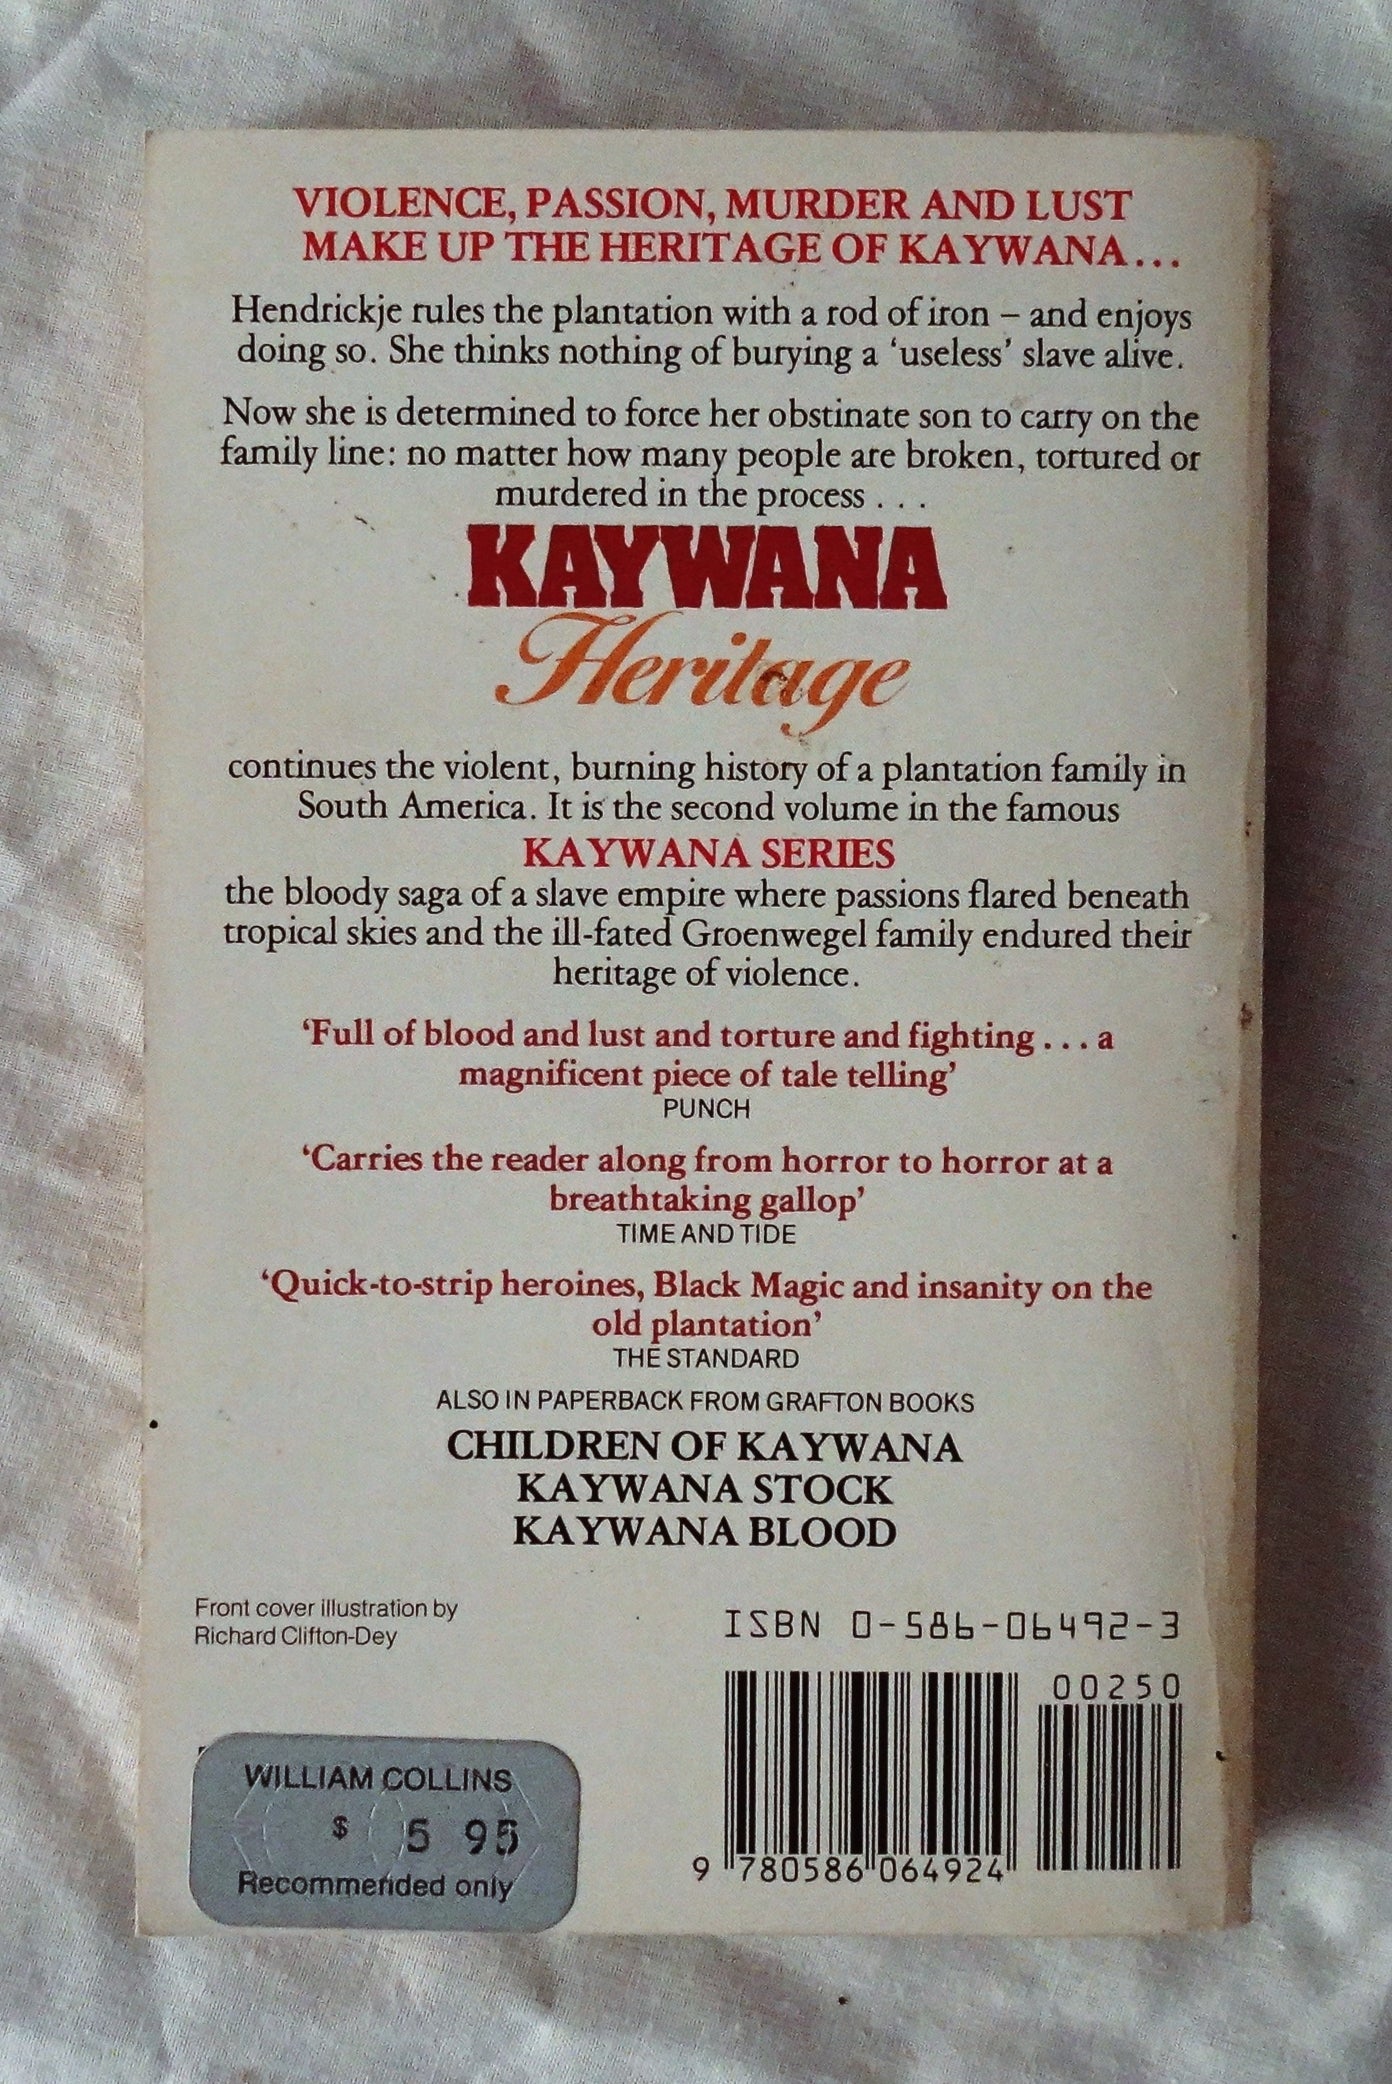 VIOLENCE, PASSION, MURDER AND LUST
MAKE UP THE HERITAGE OF KAYWANA...
Hendrickje rules the plantation with a rod of iron – and enjoys
doing so. She thinks nothing of burying a ‘useless’ slave alive.
Now she is determined to force her obstinate son to carry on the
family line: no matter how many people are broken, tortured or
murdered in the process . . .
KAYWANA
Heritage
continues the violent, burning history of a plantation family in
South America. It is the second volume in the famous
KAYWANA SERIES
the bloody saga of a slave empire where passions flared beneath
tropical skies and the ill-fated Groenwegel family endured their
heritage of violence.
‘Full of blood and lust and torture and fighting . . . a
magnificent piece of tale telling’
PUNCH
‘Carries the reader along from horror to horror at a
breathtaking gallop’
TIME AND TIDE
‘Quick-to-strip heroines, Black Magic and insanity on the
old plantation’
THE STANDARD
ALSO IN PAPERBACK FROM GRAFTON BOOKS
CHILDREN OF KAYWANA
KAYWANA STOCK
KAYWANA BLOOD
Front cover illustration by
Richard Clifton-Dey
ISBN 0-586-06492-3
00250
9 780586 064924
WILLIAM COLLINS
$ 5 95
Recommended only